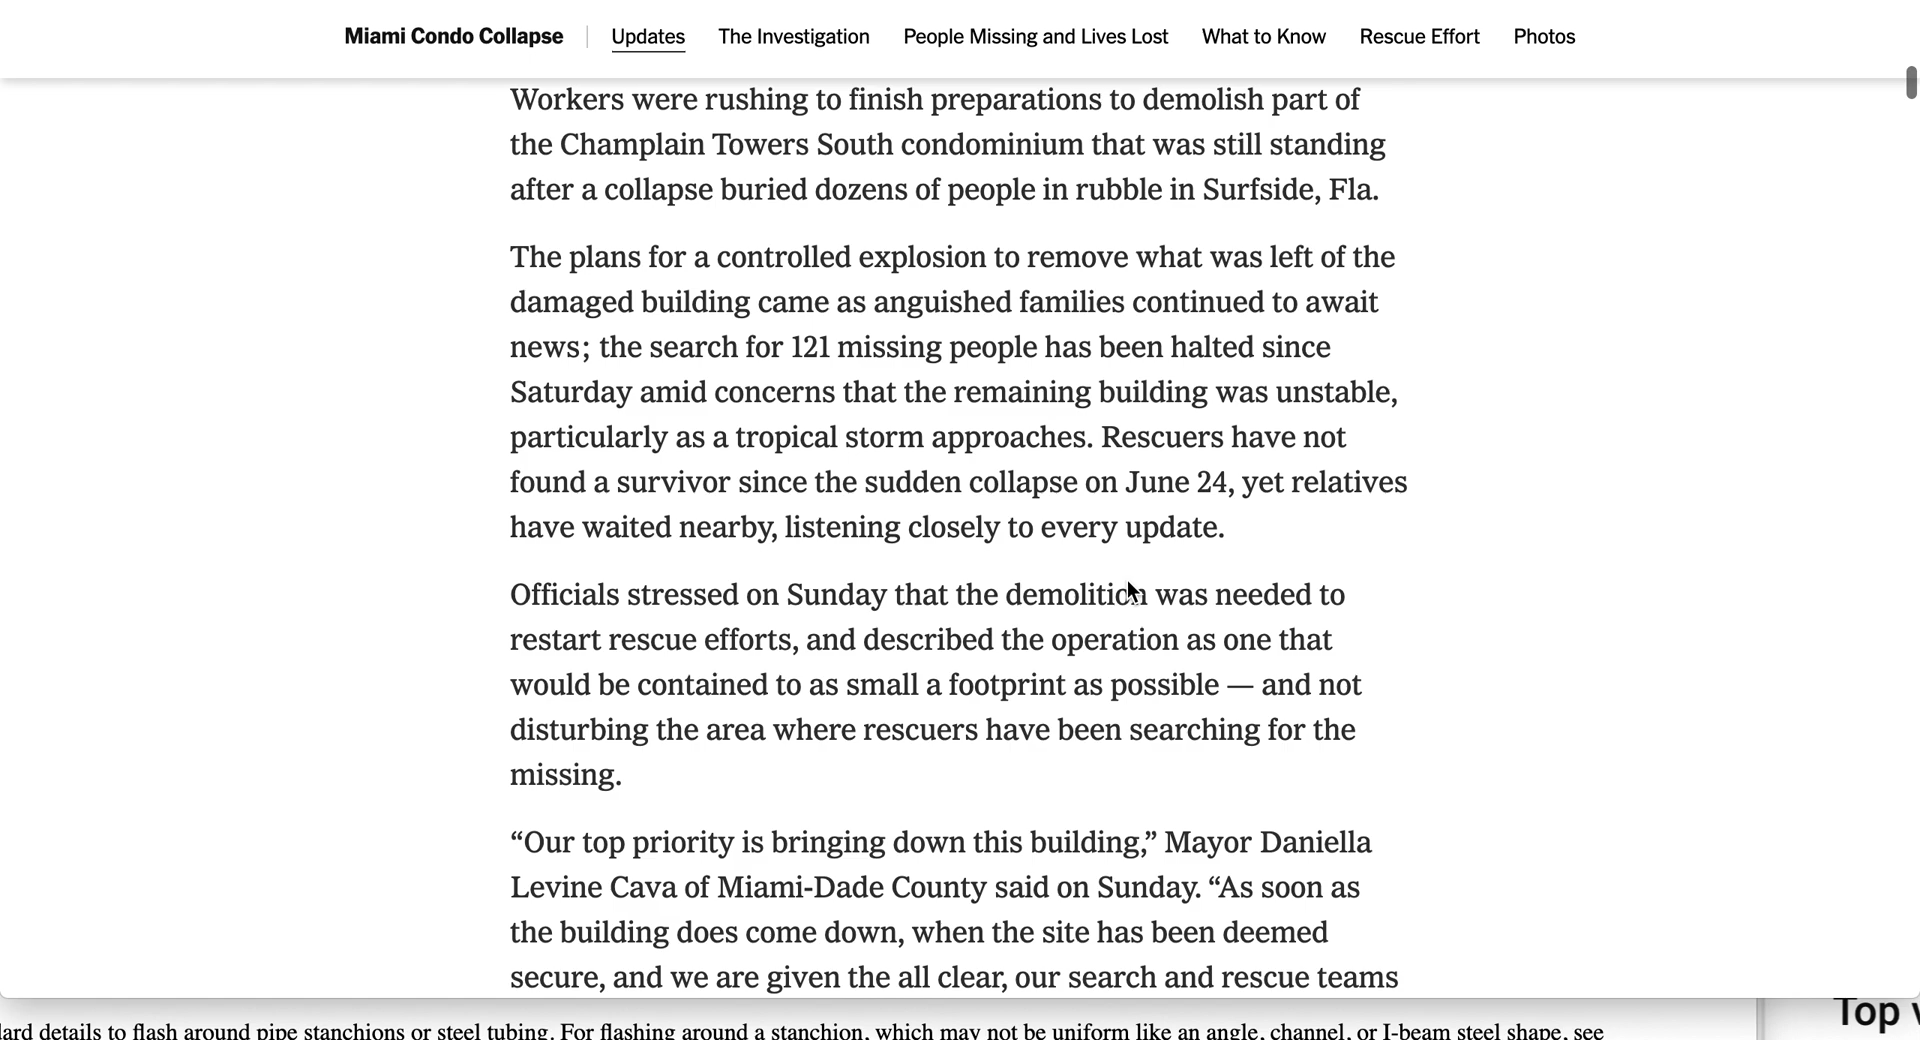 Miami Condo Collapse Updates The Investigation People Missing and Lives Lost What to Know Rescue Effort Photos
Workers were rushing to finish preparations to demolish part of
the Champlain Towers South condominium that was still standing
after a collapse buried dozens of people in rubble in Surfside, Fla.
The plans for a controlled explosion to remove what was left of the
damaged building came as anguished families continued to await
news; the search for 121 missing people has been halted since
Saturday amid concerns that the remaining building was unstable,
particularly as a tropical storm approaches. Rescuers have not
found a survivor since the sudden collapse on June 24, yet relatives
have waited nearby, listening closely to every update.
Officials stressed on Sunday that the demolition was needed to
restart rescue efforts, and described the operation as one that
would be contained to as small a footprint as possible — and not
disturbing the area where rescuers have been searching for the
missing.
“Our top priority is bringing down this building,” Mayor Daniella
Levine Cava of Miami-Dade County said on Sunday. “As soon as
the building does come down, when the site has been deemed
secure, and we are given the all clear, our search and rescue teams
Top
details to flash around pipe stanchions or steel tubing. For flashing around a stanchion, which may not be uniform like an angle, channel, or I-beam steel shape, see